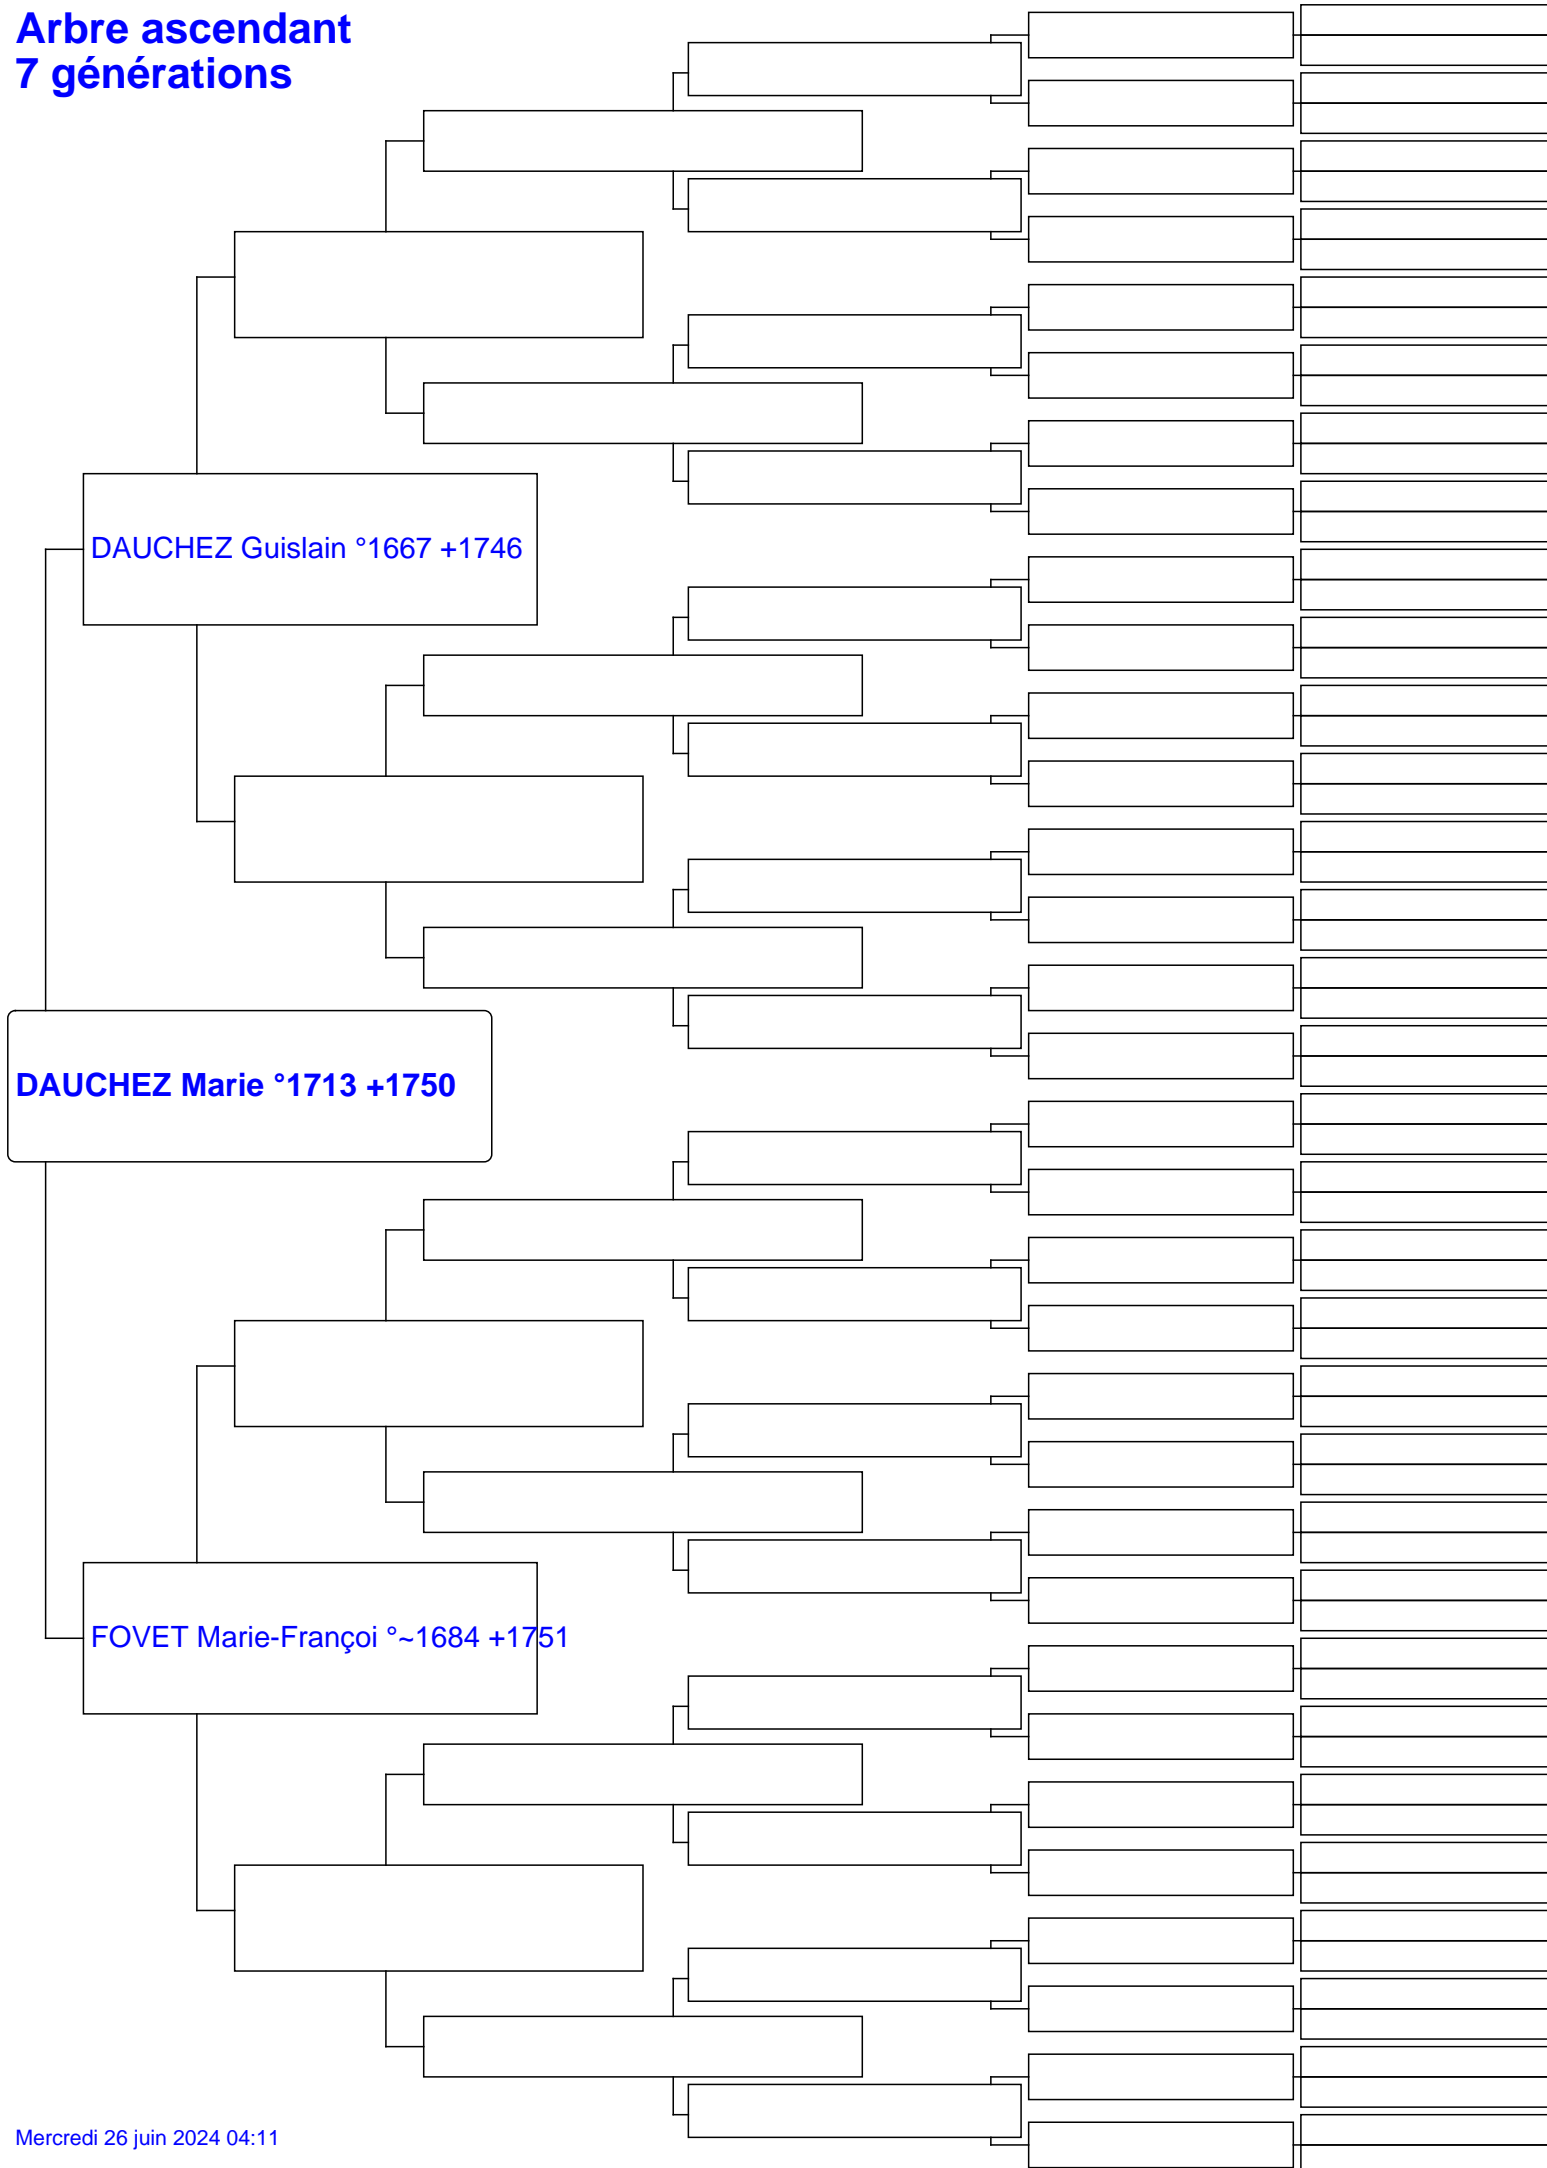 Arbre ascendant
7 générations
DAUCHEZ Guislain °1667 +1746
DAUCHEZ Marie °1713 +1750
FOVET Marie-Françoi °~1684 +1751
Mercredi 26 juin 2024 04:11